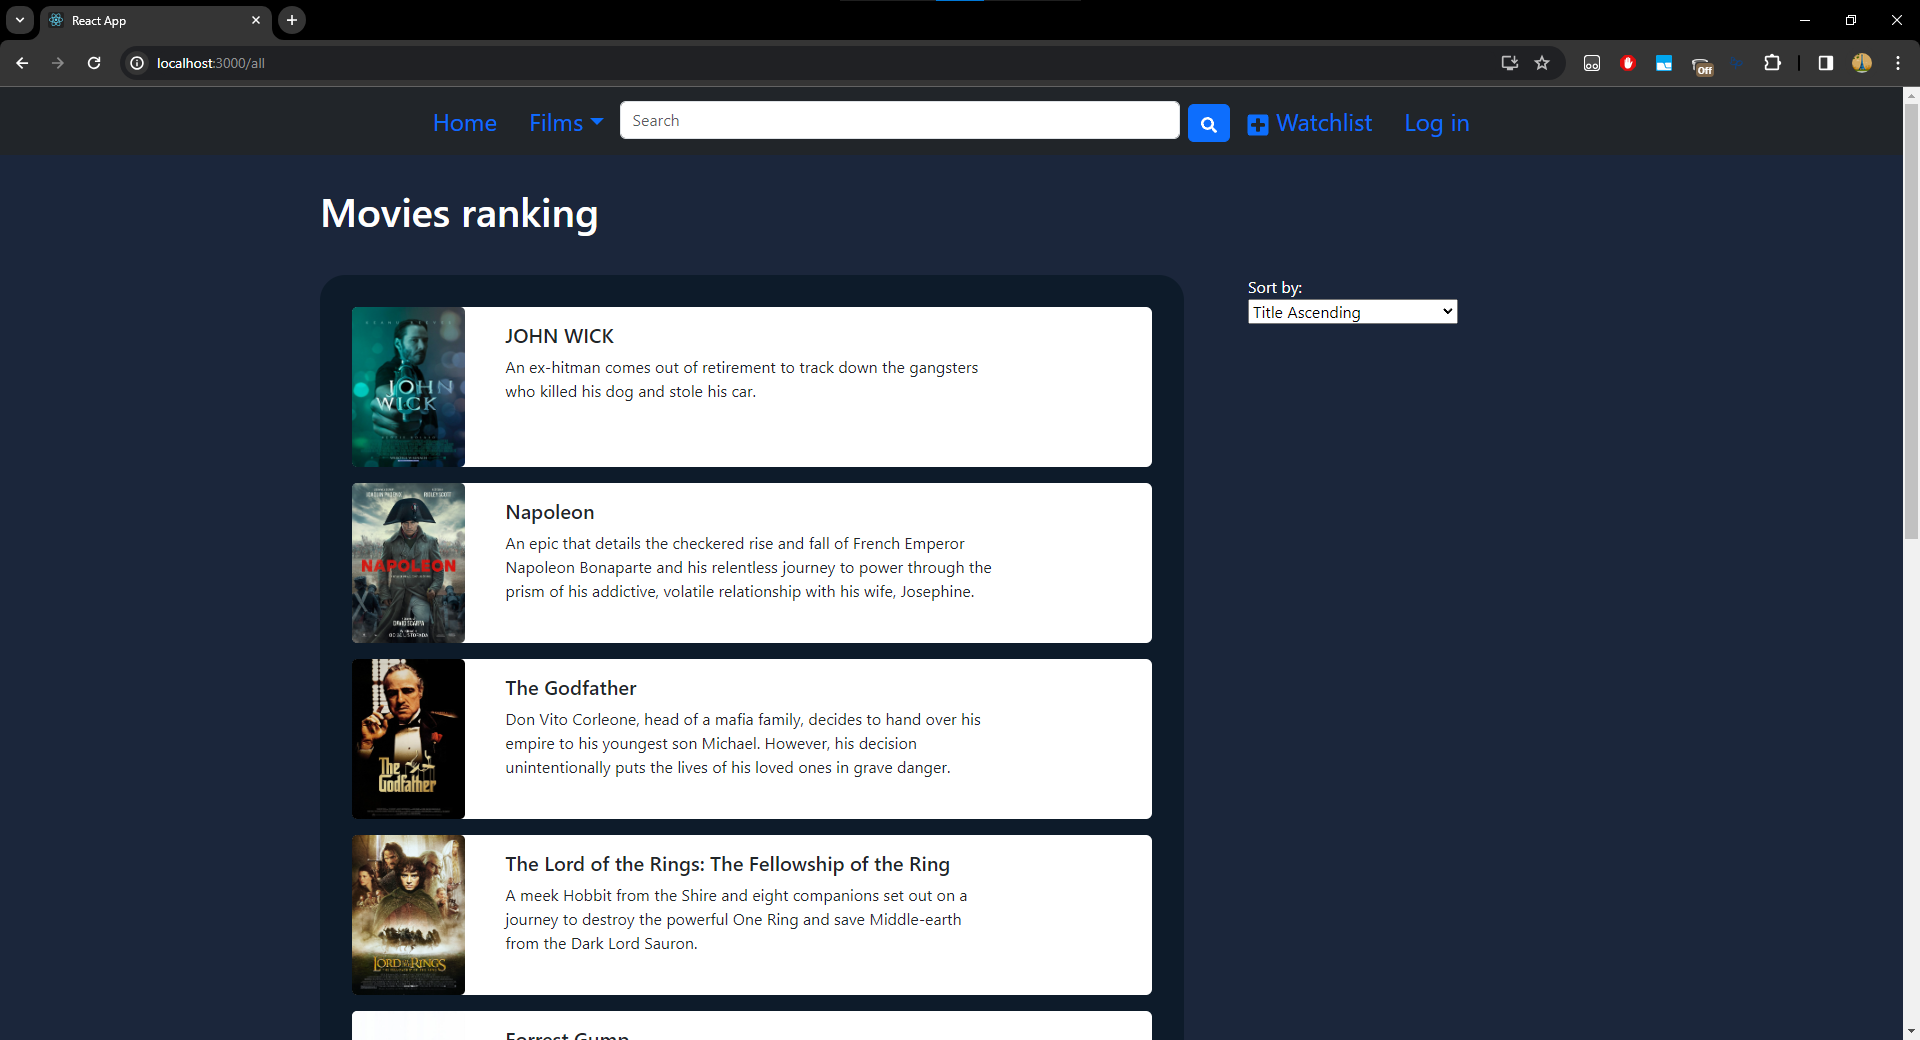 React App
localhost:3000/all
Off
Home
Films
Search
Watchlist
Log in
Movies ranking
Sort by:
Title Ascending
JOHN
WICK
JOHN WICK
An ex-hitman comes out of retirement to track down the gangsters
who killed his dog and stole his car.
NAPOLEON
Napoleon
An epic that details the checkered rise and fall of French Emperor
Napoleon Bonaparte and his relentless journey to power through the
prism of his addictive, volatile relationship with his wife, Josephine.
The
Godfather
The Godfather
Don Vito Corleone, head of a mafia family, decides to hand over his
empire to his youngest son Michael. However, his decision
unintentionally puts the lives of his loved ones in grave danger.
The Lord of the Rings: The Fellowship of the Ring
A meek Hobbit from the Shire and eight companions set out on a
journey to destroy the powerful One Ring and save Middle-earth
from the Dark Lord Sauron.
Forrest Gump